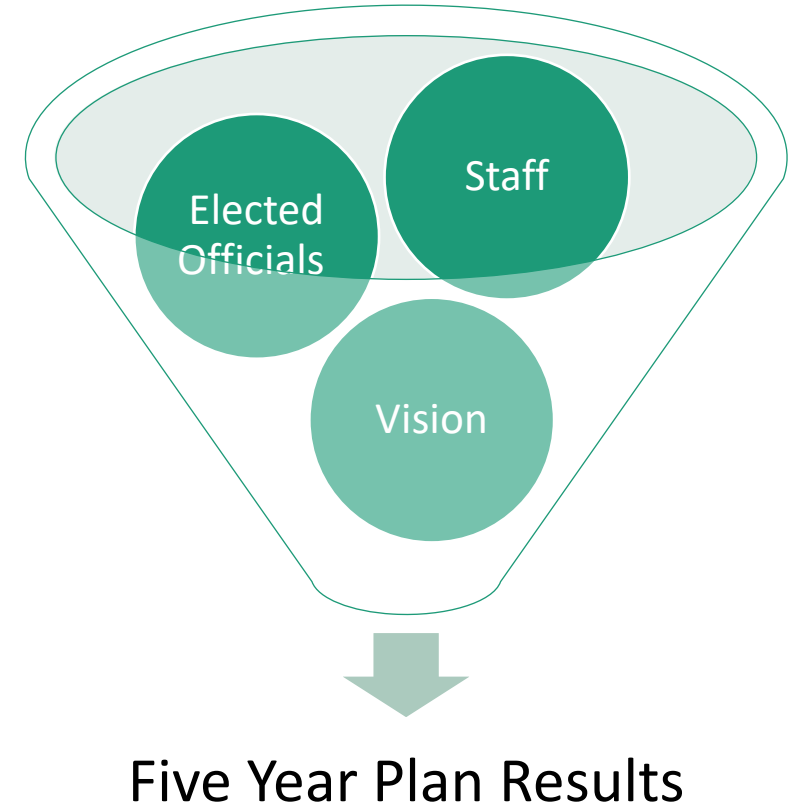 Staff
Elected
Officials
Vision
Five Year Plan Results